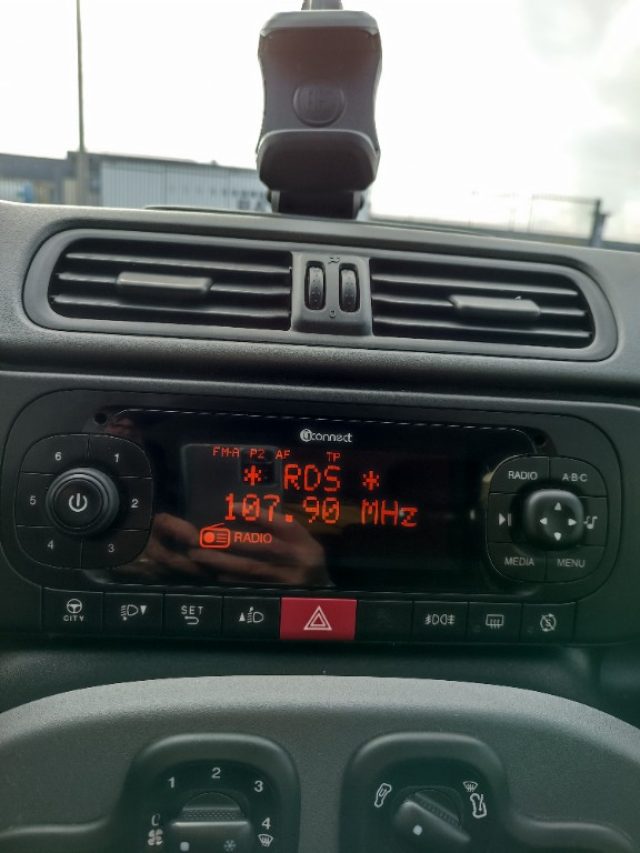 Uconnect
FM-A P2 AF TP
* RDS *
107.90 MHz
RADIO
6 1
5 2
4 3
RADIO A·B·C
MEDIA MENU
CITY
SET
1 2 3 4